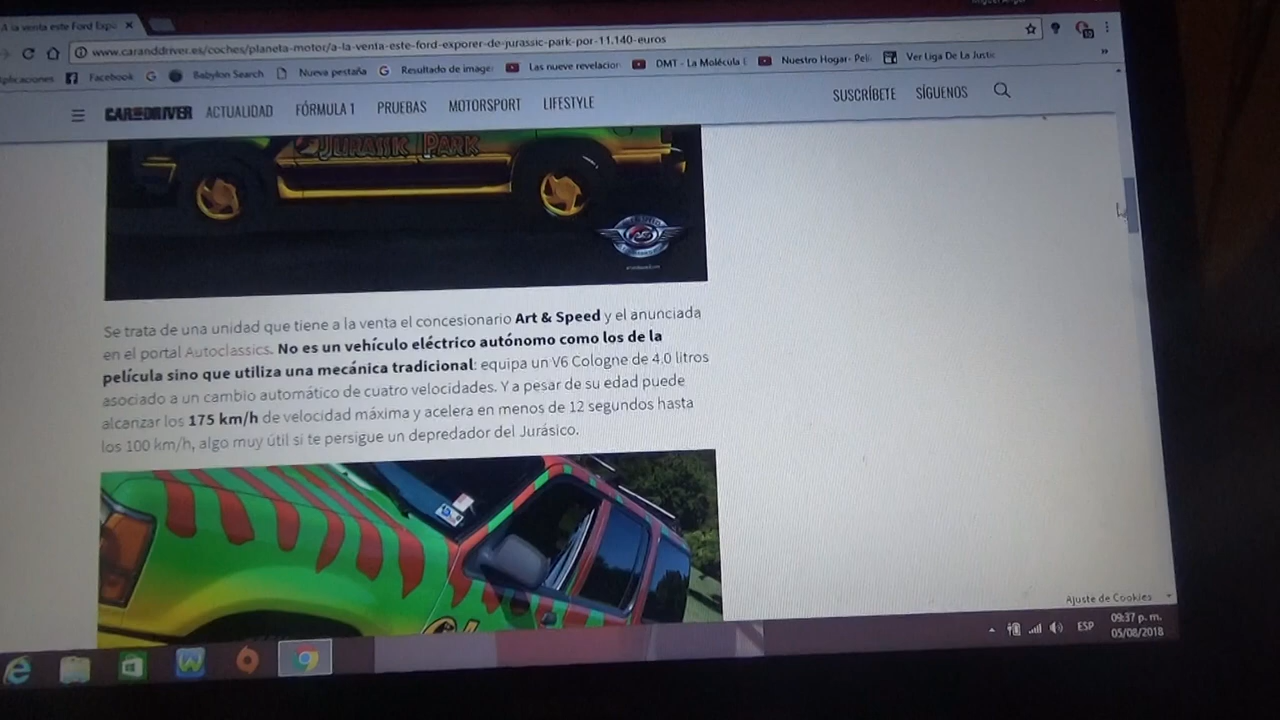 A la venta este Ford Expo
www.caranddriver.es/coches/planeta-motor/a-la-venta-este-ford-exporer-de-jurassic-park-por-11.140-euros
plicaciones Facebook Babylon Search Nueva pestaña Resultado de image Las nueve revelacior DMT - La Molécula Nuestro Hogar- Peli Ver Liga De La Justic
CAR AND DRIVER ACTUALIDAD FÓRMULA 1 PRUEBAS MOTORSPORT LIFESTYLE SUSCRÍBETE SÍGUENOS
JURASSIC PARK
Se trata de una unidad que tiene a la venta el concesionario Art & Speed y el anunciada
en el portal Autoclassics. No es un vehículo eléctrico autónomo como los de la
película sino que utiliza una mecánica tradicional: equipa un V6 Cologne de 4.0 litros
asociado a un cambio automático de cuatro velocidades. Y a pesar de su edad puede
alcanzar los 175 km/h de velocidad máxima y acelera en menos de 12 segundos hasta
los 100 km/h, algo muy útil si te persigue un depredador del Jurásico.
Ajuste de Cookies
ESP
09:37 p. m.
05/08/2018